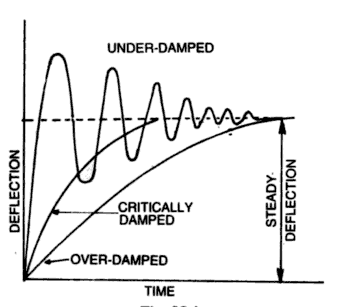 UNDER-DAMPED
DEFLECTION
CRITICALLY
DAMPED
STEADY
DEFLECTION
OVER-DAMPED
TIME